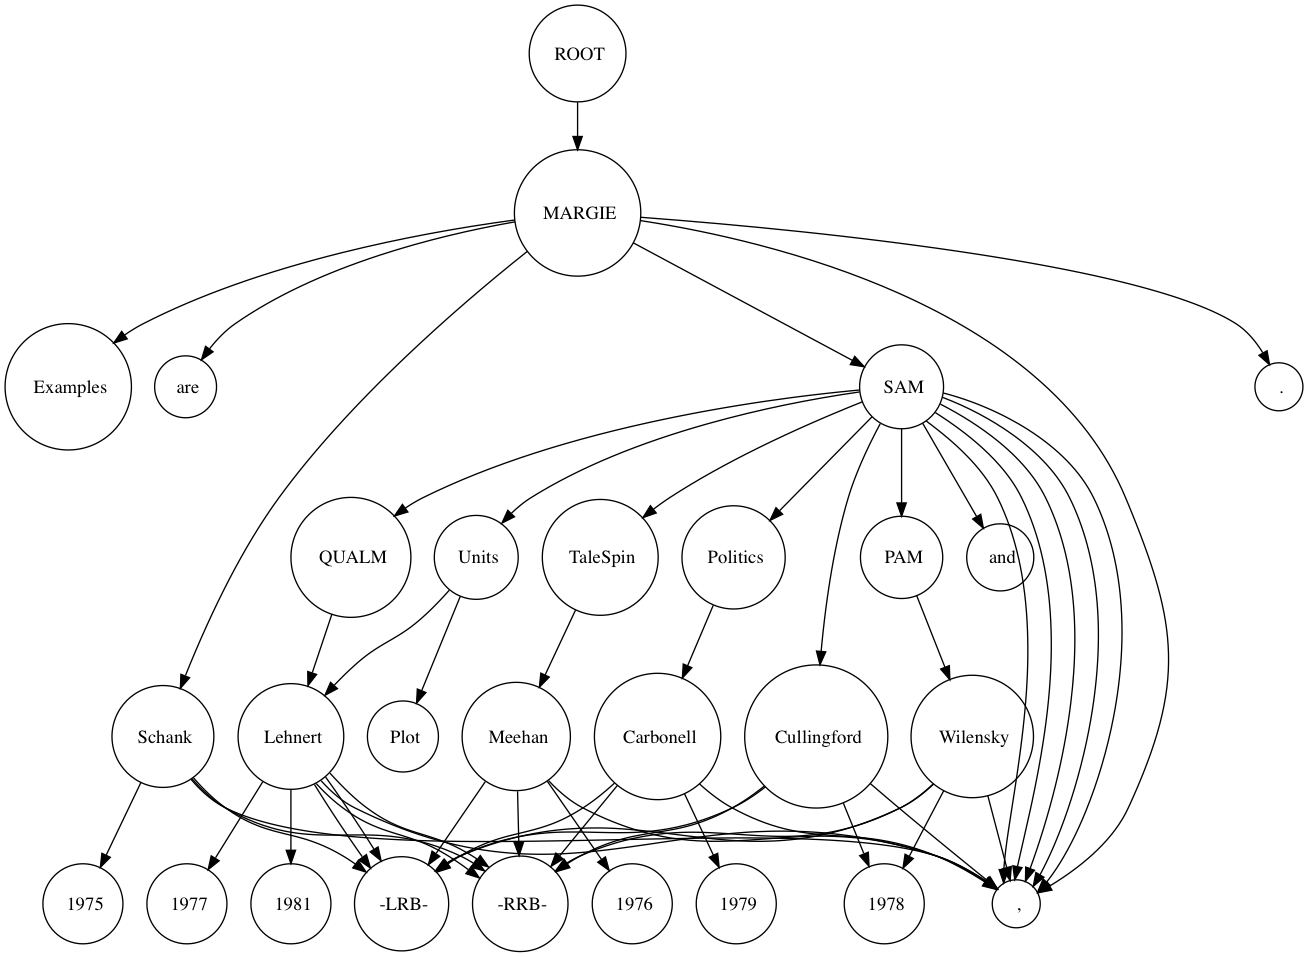 ROOT
MARGIE
Examples
are
SAM
.
QUALM
Units
TaleSpin
Politics
PAM
and
Schank
Lehnert
Plot
Meehan
Carbonell
Cullingford
Wilensky
1975
1977
1981
-LRB-
-RRB-
1976
1979
1978
,